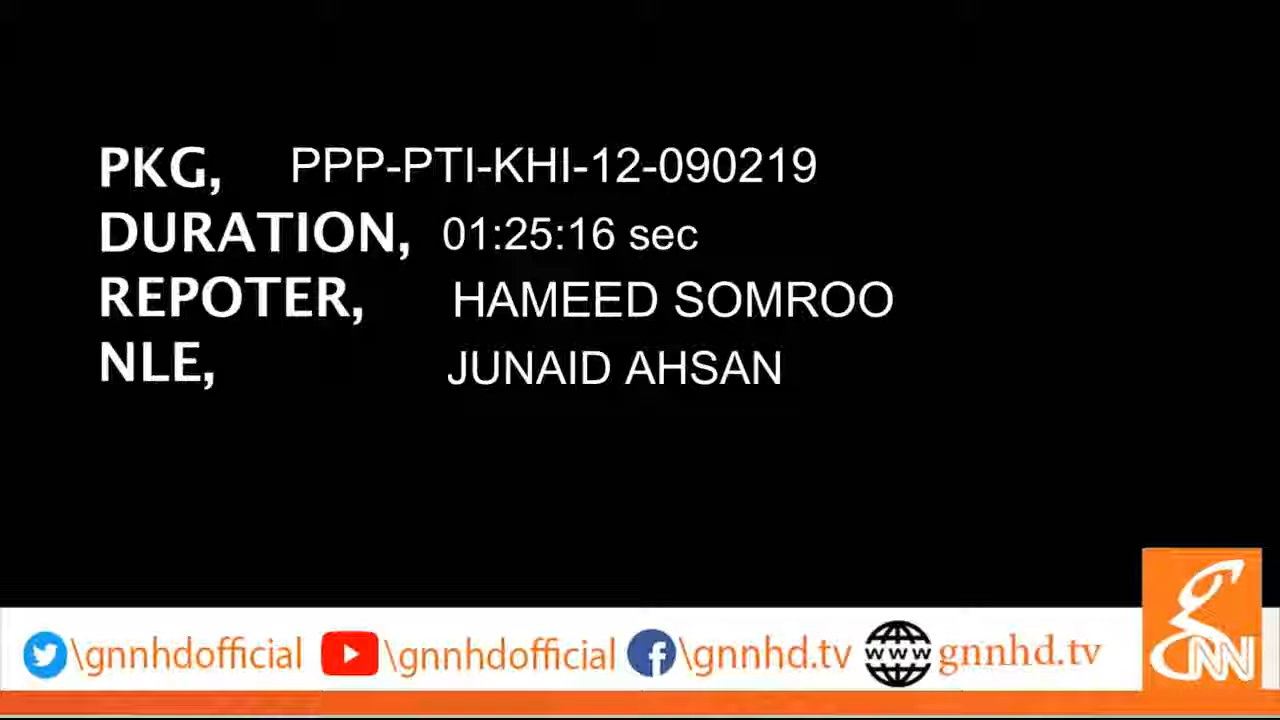 PKG, PPP-PTI-KHI-12-090219
DURATION, 01:25:16 sec
REPOTER, HAMEED SOMROO
NLE, JUNAID AHSAN
\gnnhdofficial \gnnhdofficial \gnnhd.tv www gnnhd.tv
GNN